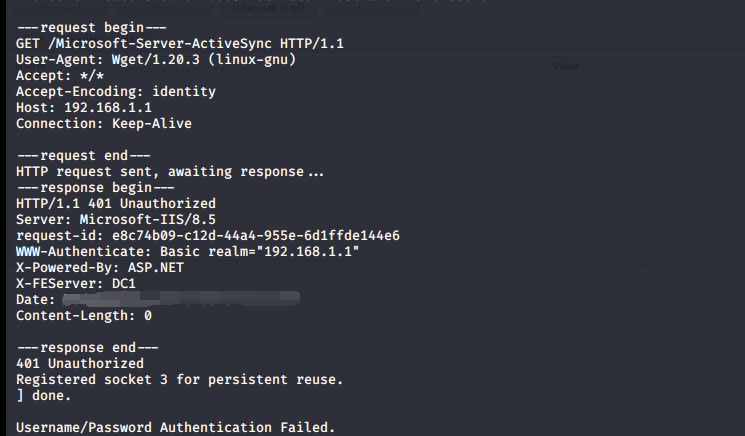 Intercept is off
Value
---request begin---
GET /Microsoft-Server-ActiveSync HTTP/1.1
User-Agent: Wget/1.20.3 (linux-gnu)
Accept: */*
Accept-Encoding: identity
Host: 192.168.1.1
Connection: Keep-Alive
---request end---
HTTP request sent, awaiting response...
---response begin---
HTTP/1.1 401 Unauthorized
Server: Microsoft-IIS/8.5
request-id: e8c74b09-c12d-44a4-955e-6d1ffde144e6
WWW-Authenticate: Basic realm="192.168.1.1"
X-Powered-By: ASP.NET
X-FEServer: DC1
Date:
Content-Length: 0
---response end---
401 Unauthorized
Registered socket 3 for persistent reuse.
] done.
Username/Password Authentication Failed.